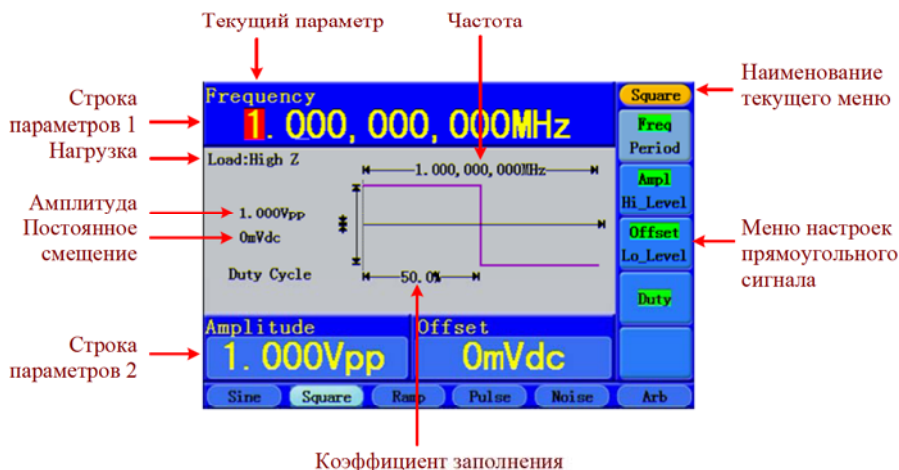 Текущий параметр
Частота
Наименование
текущего меню
Строка
параметров 1
Нагрузка
Амплитуда
Постоянное
смещение
Строка
параметров 2
Frequency
1.000,000,000MHz
Load:High Z
1.000,000,000MHz
1.000Vpp
0mVdc
Duty Cycle
50.0%
Amplitude
1.000Vpp
Offset
0mVdc
Square
Freq
Period
Ampl
Hi_Level
Offset
Lo_Level
Duty
Меню настроек
прямоугольного
сигнала
Sine
Square
Ramp
Pulse
Noise
Arb
Коэффициент заполнения